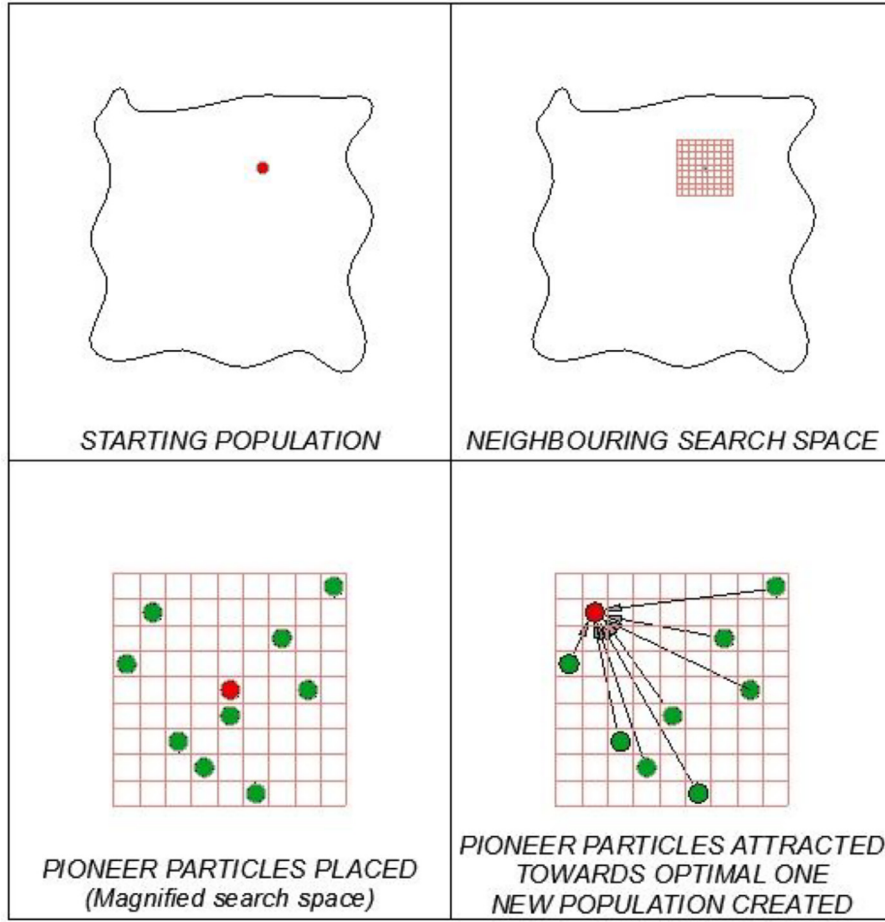 STARTING POPULATION
NEIGHBOURING SEARCH SPACE
PIONEER PARTICLES PLACED
(Magnified search space)
PIONEER PARTICLES ATTRACTED
TOWARDS OPTIMAL ONE
NEW POPULATION CREATED